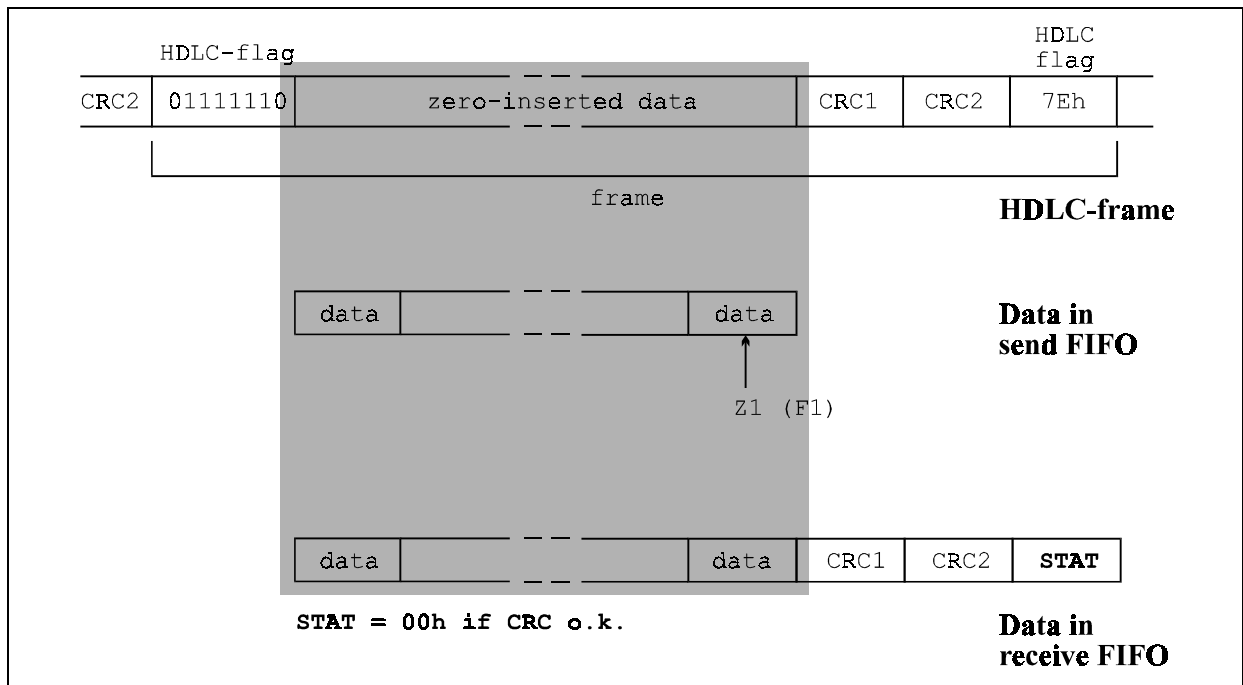 HDLC-flag
HDLC
flag
CRC2 01111110 zero-inserted data CRC1 CRC2 7Eh
frame
HDLC-frame
data data
Data in
send FIFO
Z1 (F1)
data data CRC1 CRC2 STAT
STAT = 00h if CRC o.k.
Data in
receive FIFO